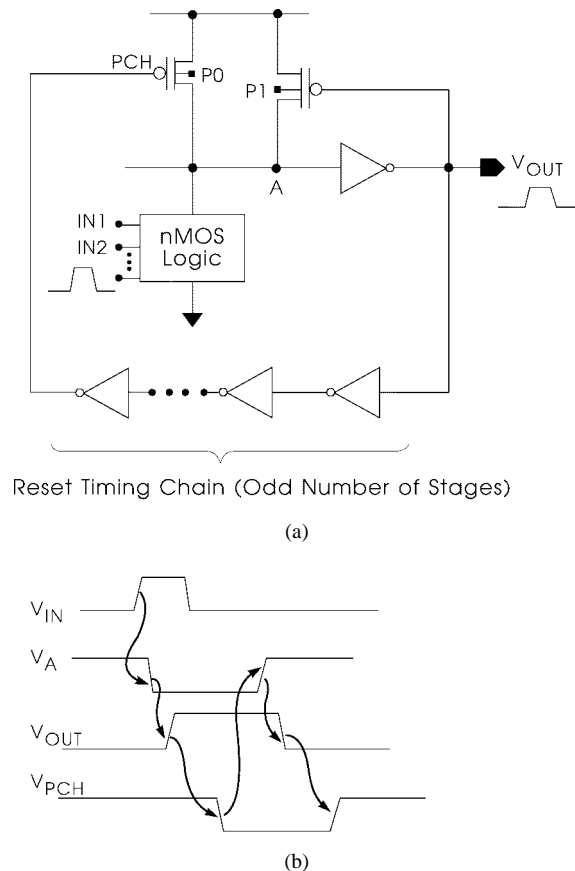 PCH
P0
P1
A
V_OUT
IN1
IN2
nMOS
Logic
Reset Timing Chain (Odd Number of Stages)
(a)
V_IN
V_A
V_OUT
V_PCH
(b)